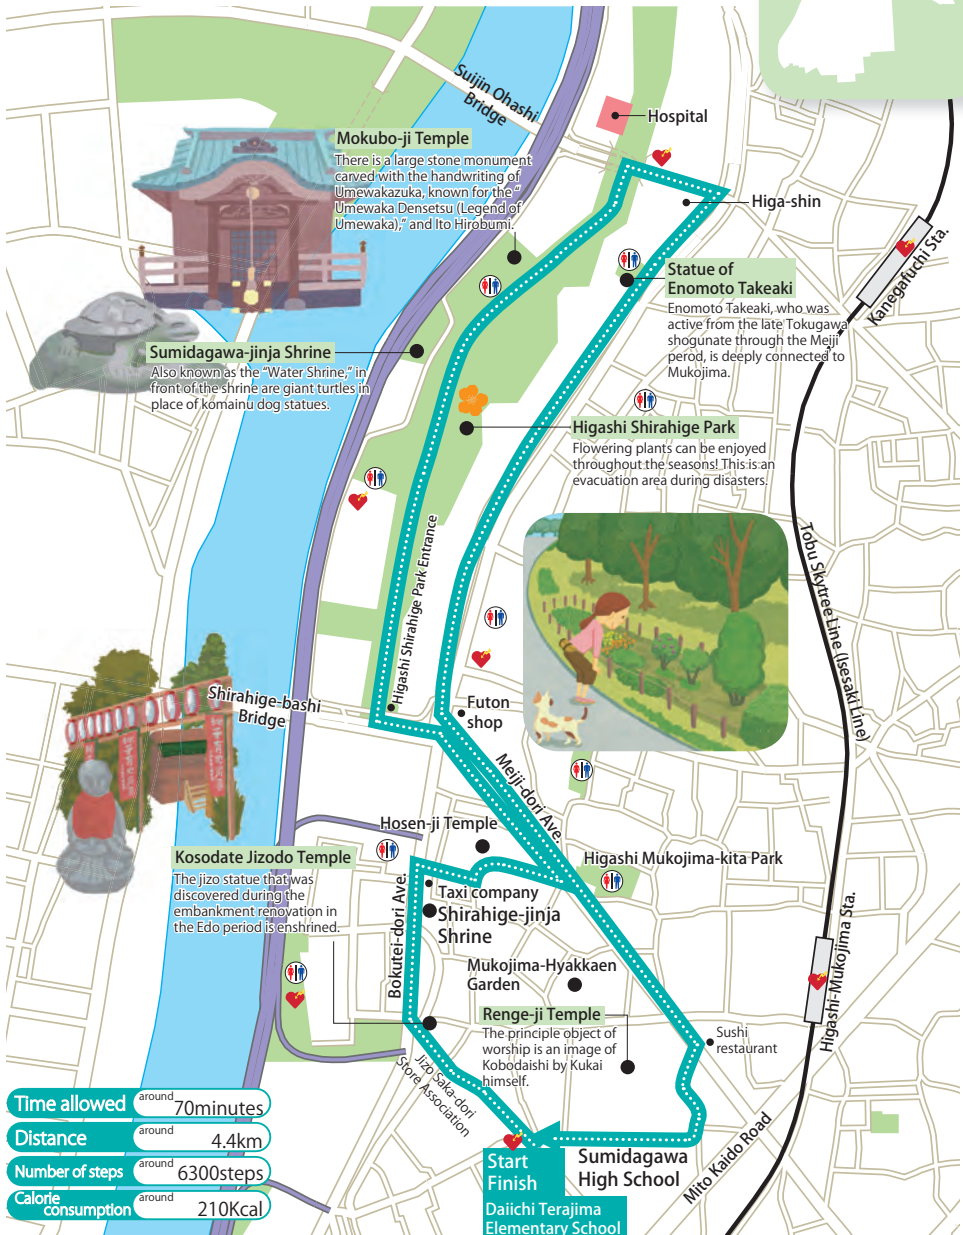 Suijin Ohashi
Bridge
Hospital
Mokubo-ji Temple
There is a large stone monument
carved with the handwriting of
Umewakazuka, known for the “
Umewaka Densetsu (Legend of
Umewaka),” and Ito Hirobumi.
Higa-shin
Kanegafuchi Sta.
Statue of
Enomoto Takeaki
Enomoto Takeaki, who was
active from the late Tokugawa
shogunate through the Meiji
perod, is deeply connected to
Mukojima.
Sumidagawa-jinja Shrine
Also known as the “Water Shrine,” in
front of the shrine are giant turtles in
place of komainu dog statues.
Higashi Shirahige Park
Flowering plants can be enjoyed
throughout the seasons! This is an
evacuation area during disasters.
Higashi Shirahige Park Entrance
Tobu Skytree Line (Isesaki Line)
Shirahige-bashi
Bridge
Futon
shop
Meiji-dori Ave.
Hosen-ji Temple
Kosodate Jizodo Temple
The jizo statue that was
discovered during the
embankment renovation in
the Edo period is enshrined.
Higashi Mukojima-kita Park
Taxi company
Shirahige-jinja
Shrine
Bokutei-dori Ave.
Mukojima-Hyakkaen
Garden
Higashi-Mukojima Sta.
Renge-ji Temple
The principle object of
worship is an image of
Kobodaishi by Kukai
himself.
Sushi
restaurant
Jizo Saka-dori
Store Association
Mito Kaido Road
Sumidagawa
High School
Start
Finish
Daiichi Terajima
Elementary School
Time allowed around 70minutes
Distance around 4.4km
Number of steps around 6300steps
Calorie
consumption around 210Kcal